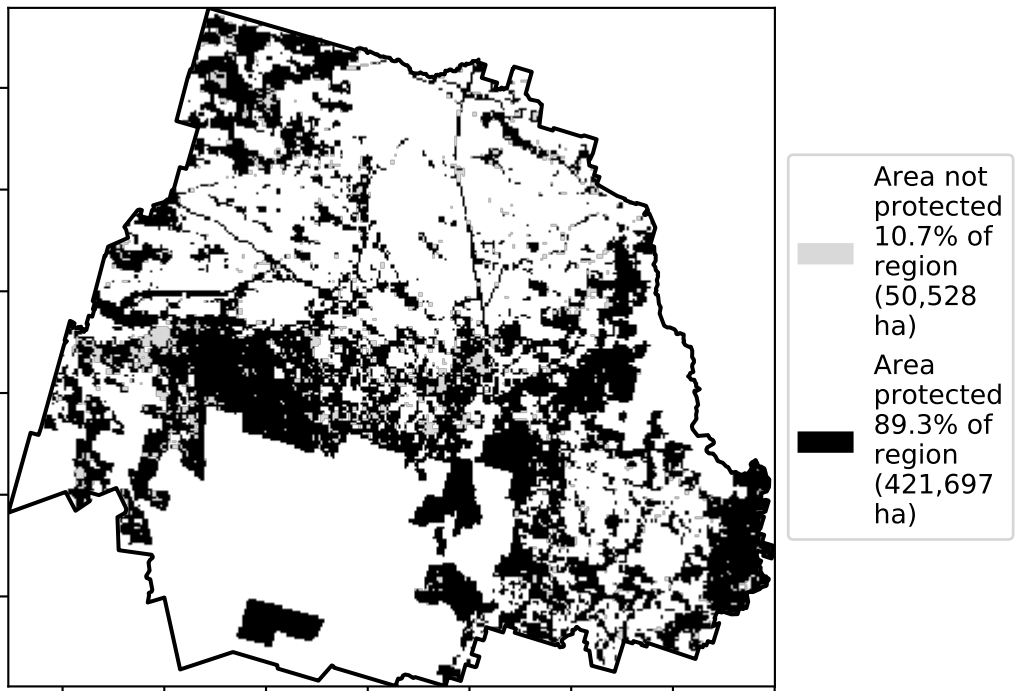 Area not
protected
10.7% of
region
(50,528
ha)
Area
protected
89.3% of
region
(421,697
ha)